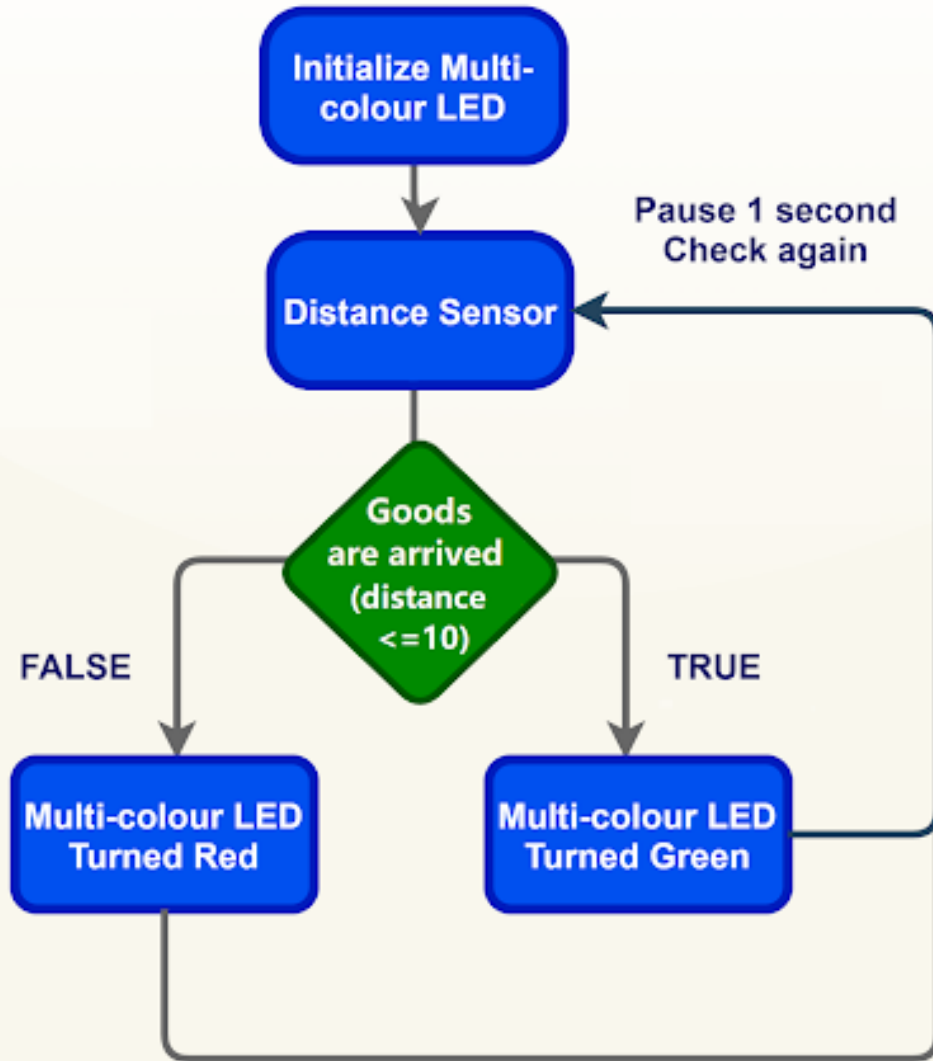 Initialize Multi-
colour LED
Pause 1 second
Check again
Distance Sensor
Goods
are arrived
(distance
<=10)
FALSE
TRUE
Multi-colour LED
Turned Red
Multi-colour LED
Turned Green